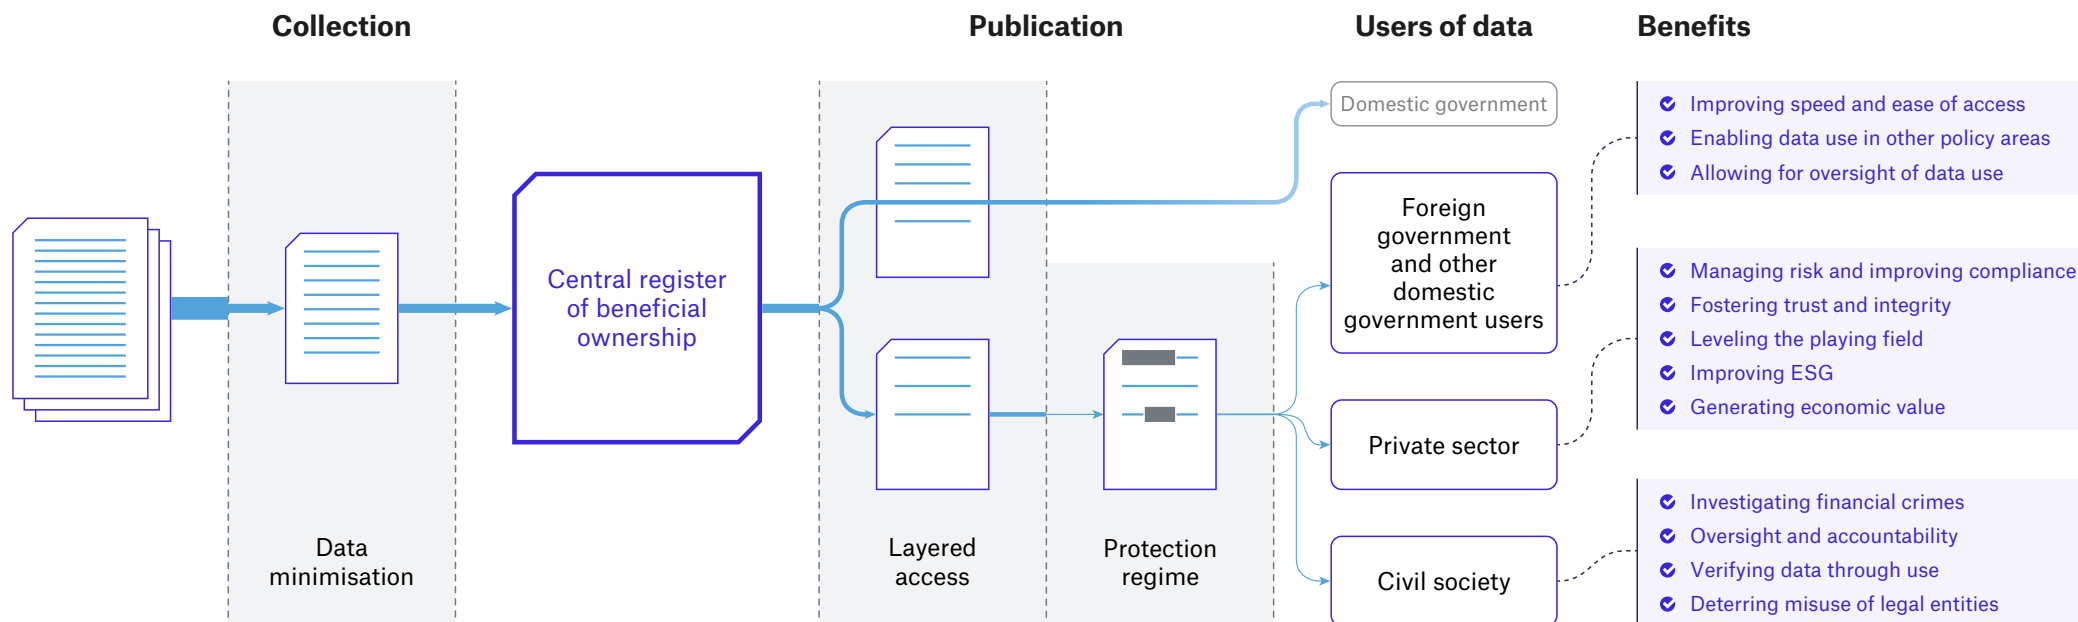 Collection
Publication
Users of data
Benefits
Data
minimisation
Central register
of beneficial
ownership
Layered
access
Protection
regime
Domestic government
Foreign
government
and other
domestic
government users
Private sector
Civil society
Improving speed and ease of access
Enabling data use in other policy areas
Allowing for oversight of data use
Managing risk and improving compliance
Fostering trust and integrity
Leveling the playing field
Improving ESG
Generating economic value
Investigating financial crimes
Oversight and accountability
Verifying data through use
Deterring misuse of legal entities